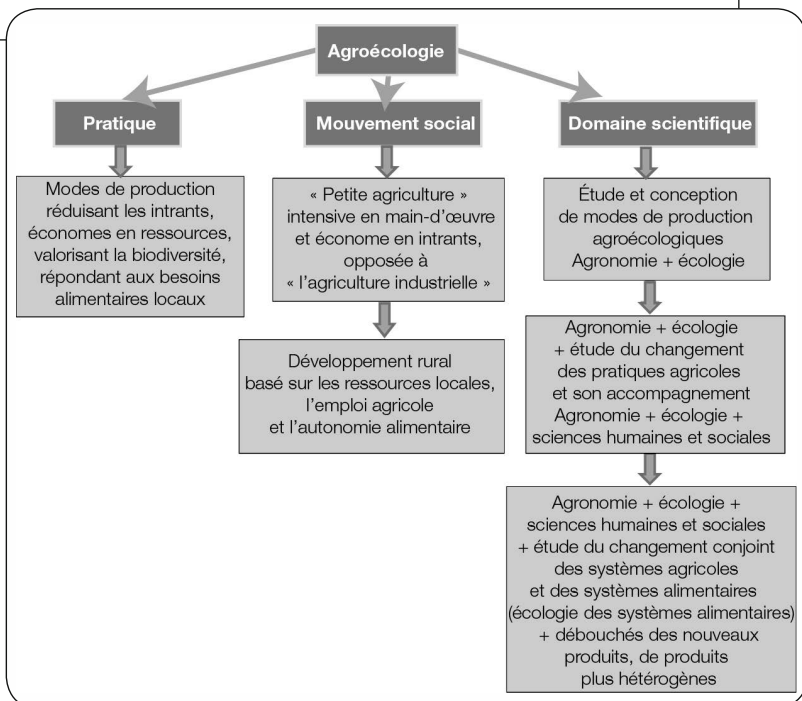 Agroécologie
Pratique
Modes de production
réduisant les intrants,
économes en ressources,
valorisant la biodiversité,
répondant aux besoins
alimentaires locaux
Mouvement social
« Petite agriculture »
intensive en main-d'œuvre
et économe en intrants,
opposée à
« l'agriculture industrielle »
Développement rural
basé sur les ressources locales,
l'emploi agricole
et l'autonomie alimentaire
Domaine scientifique
Étude et conception
de modes de production
agroécologiques
Agronomie + écologie
Agronomie + écologie
+ étude du changement
des pratiques agricoles
et son accompagnement
Agronomie + écologie +
sciences humaines et sociales
Agronomie + écologie +
sciences humaines et sociales
+ étude du changement conjoint
des systèmes agricoles
et des systèmes alimentaires
(écologie des systèmes alimentaires)
+ débouchés des nouveaux
produits, de produits
plus hétérogènes